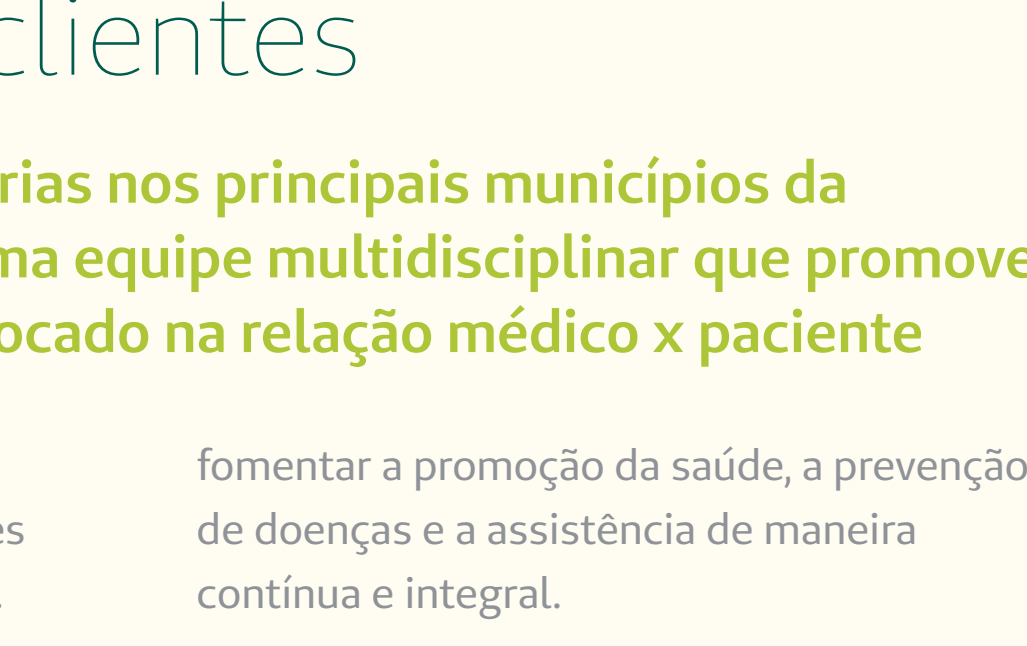 clientes
rias nos principais municípios da
ma equipe multidisciplinar que promove
ocado na relação médico x paciente
es
.
fomentar a promoção da saúde, a prevenção
de doenças e a assistência de maneira
contínua e integral.